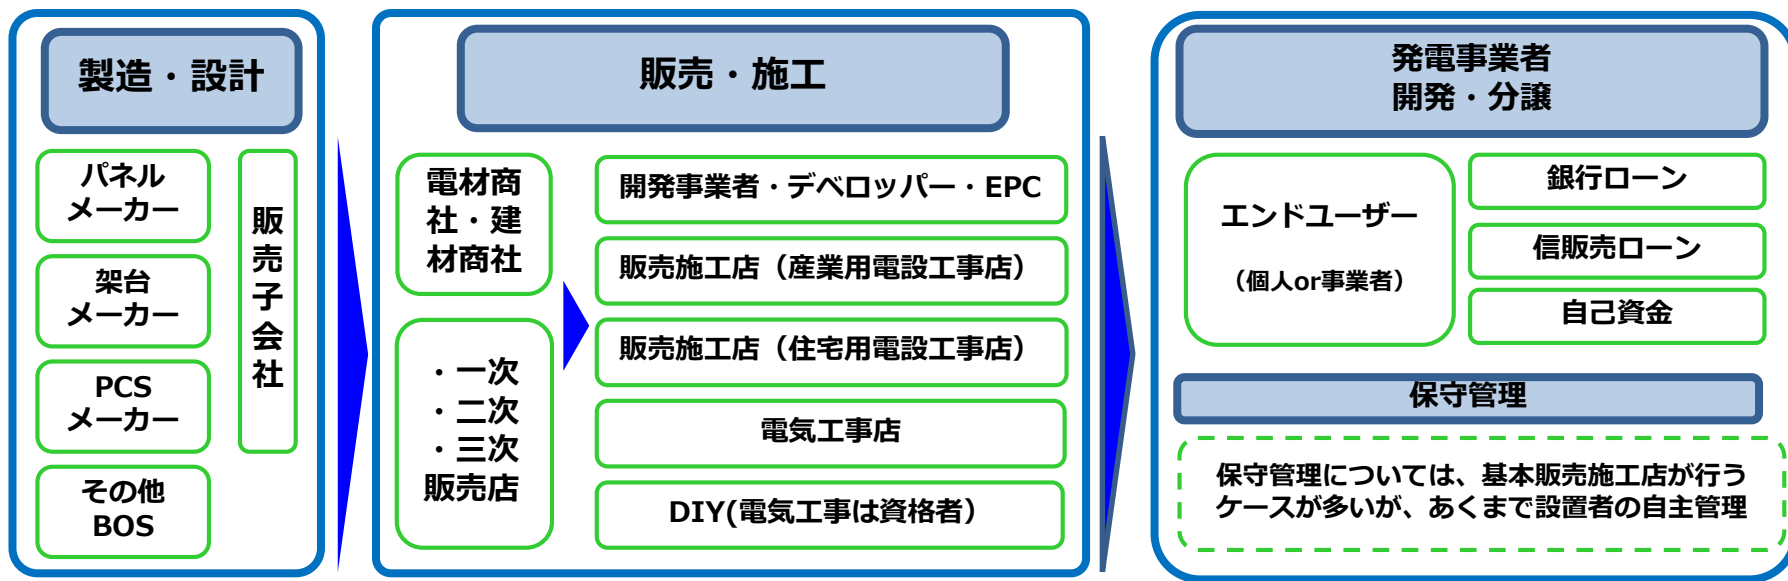 製造・設計
パネル
メーカー
架台
メーカー
PCS
メーカー
その他
BOS
販売子会社
販売・施工
電材商
社・建
材商社
・一次
・二次
・三次
販売店
開発事業者・デベロッパー・EPC
販売施工店（産業用電設工事店）
販売施工店（住宅用電設工事店）
電気工事店
DIY(電気工事は資格者）
発電事業者
開発・分譲
エンドユーザー
（個人or事業者）
銀行ローン
信販売ローン
自己資金
保守管理
保守管理については、基本販売施工店が行う
ケースが多いが、あくまで設置者の自主管理